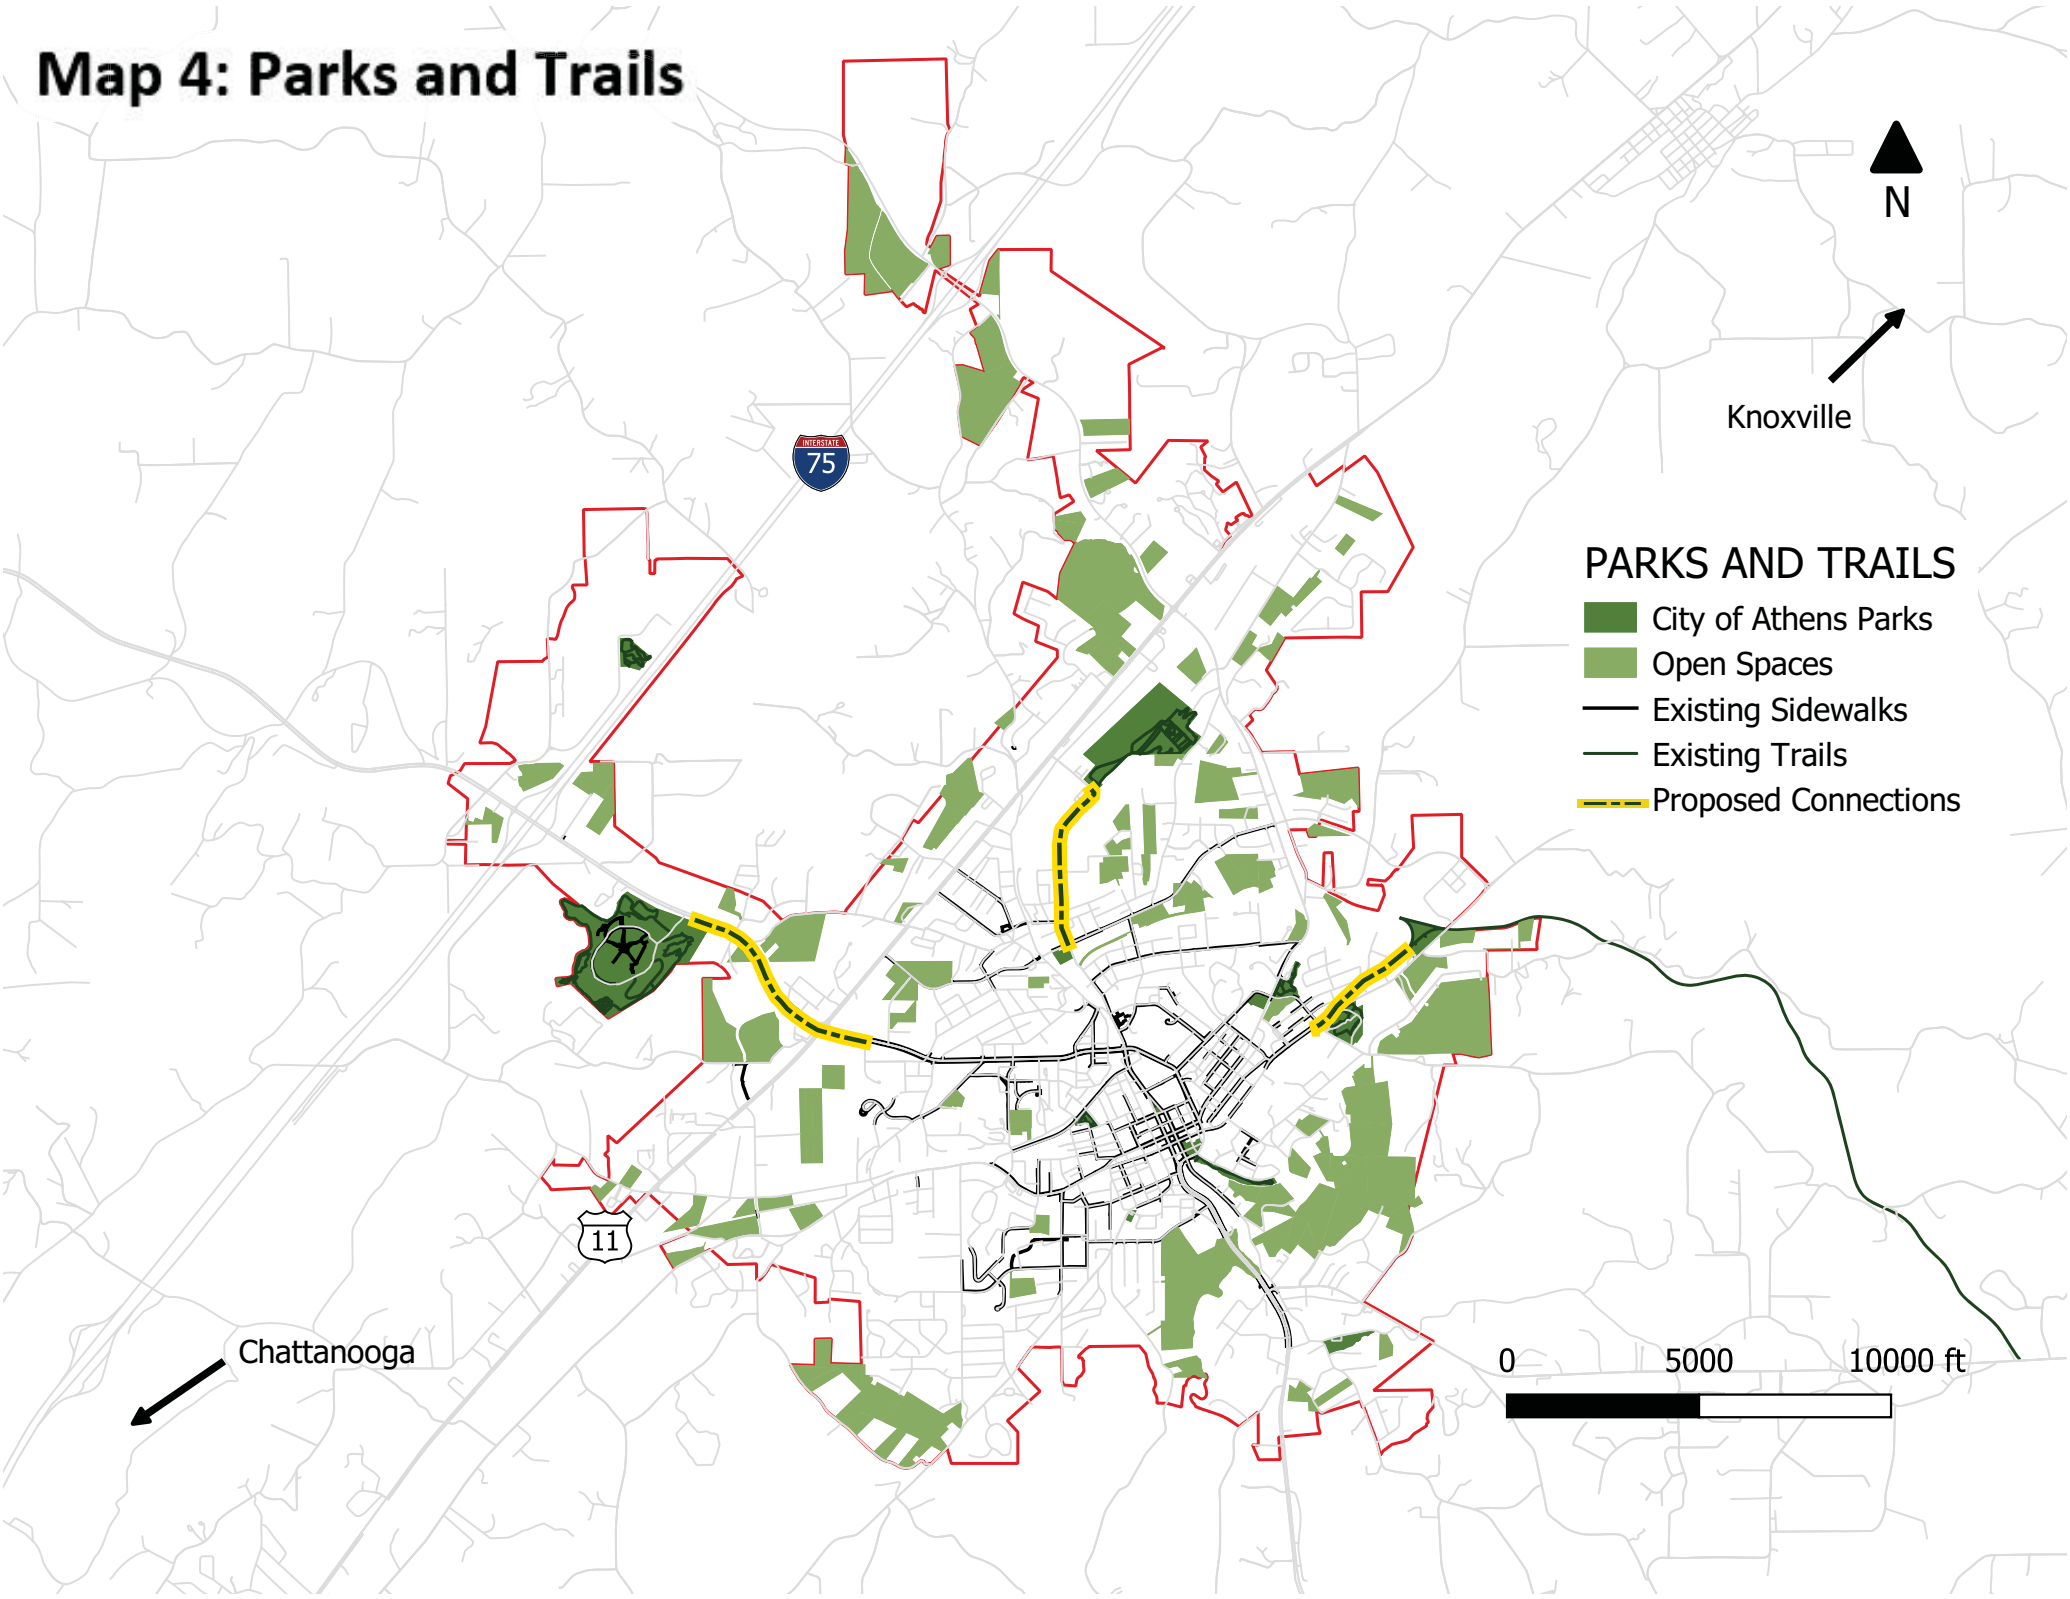 Map 4: Parks and Trails
N
Knoxville
INTERSTATE
75
PARKS AND TRAILS
City of Athens Parks
Open Spaces
Existing Sidewalks
Existing Trails
Proposed Connections
11
Chattanooga
0 5000 10000 ft